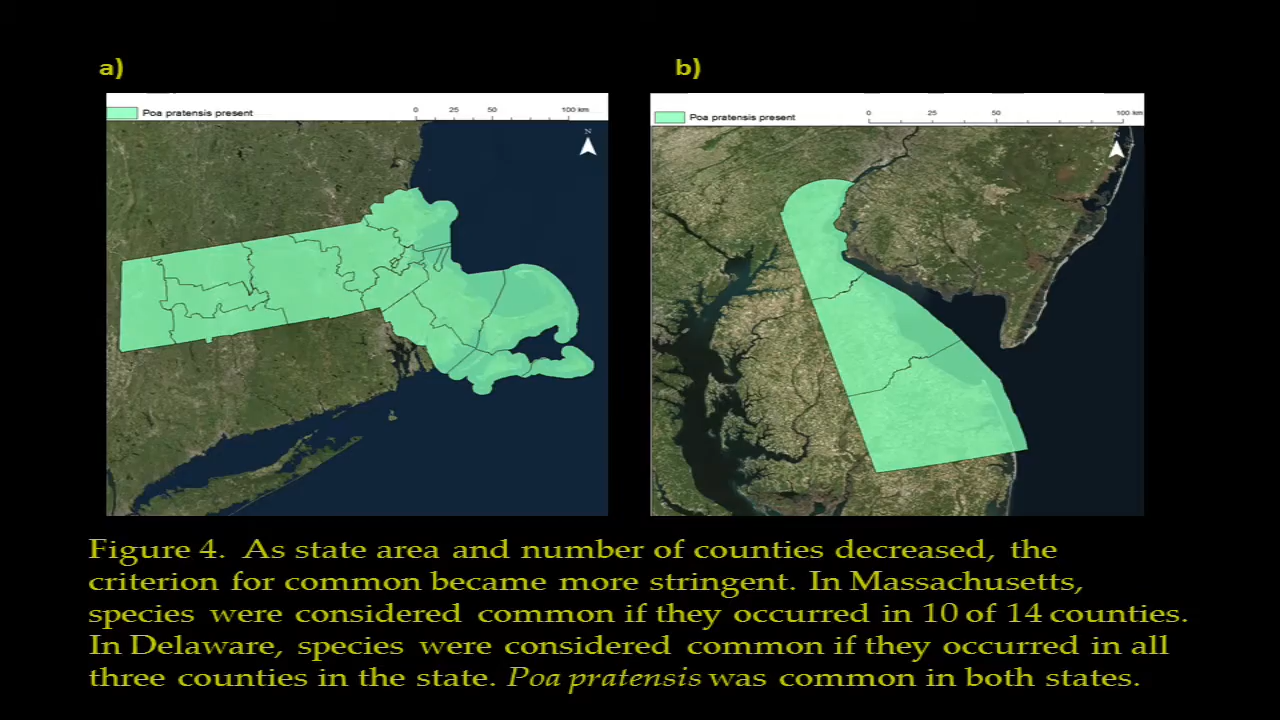 a)
b)
Poa pratensis present
0 25 50 100 km
N
Poa pratensis present
0 25 50 100 km
Figure 4. As state area and number of counties decreased, the
criterion for common became more stringent. In Massachusetts,
species were considered common if they occurred in 10 of 14 counties.
In Delaware, species were considered common if they occurred in all
three counties in the state. Poa pratensis was common in both states.